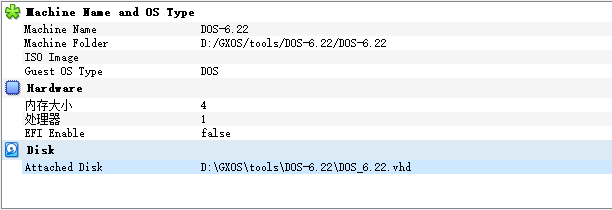 Machine Name and OS Type
Machine Name DOS-6.22
Machine Folder D:/GXOS/tools/DOS-6.22/DOS-6.22
ISO Image
Guest OS Type DOS
Hardware
内存大小 4
处理器 1
EFI Enable false
Disk
Attached Disk D:\GXOS\tools\DOS-6.22\DOS_6.22.vhd